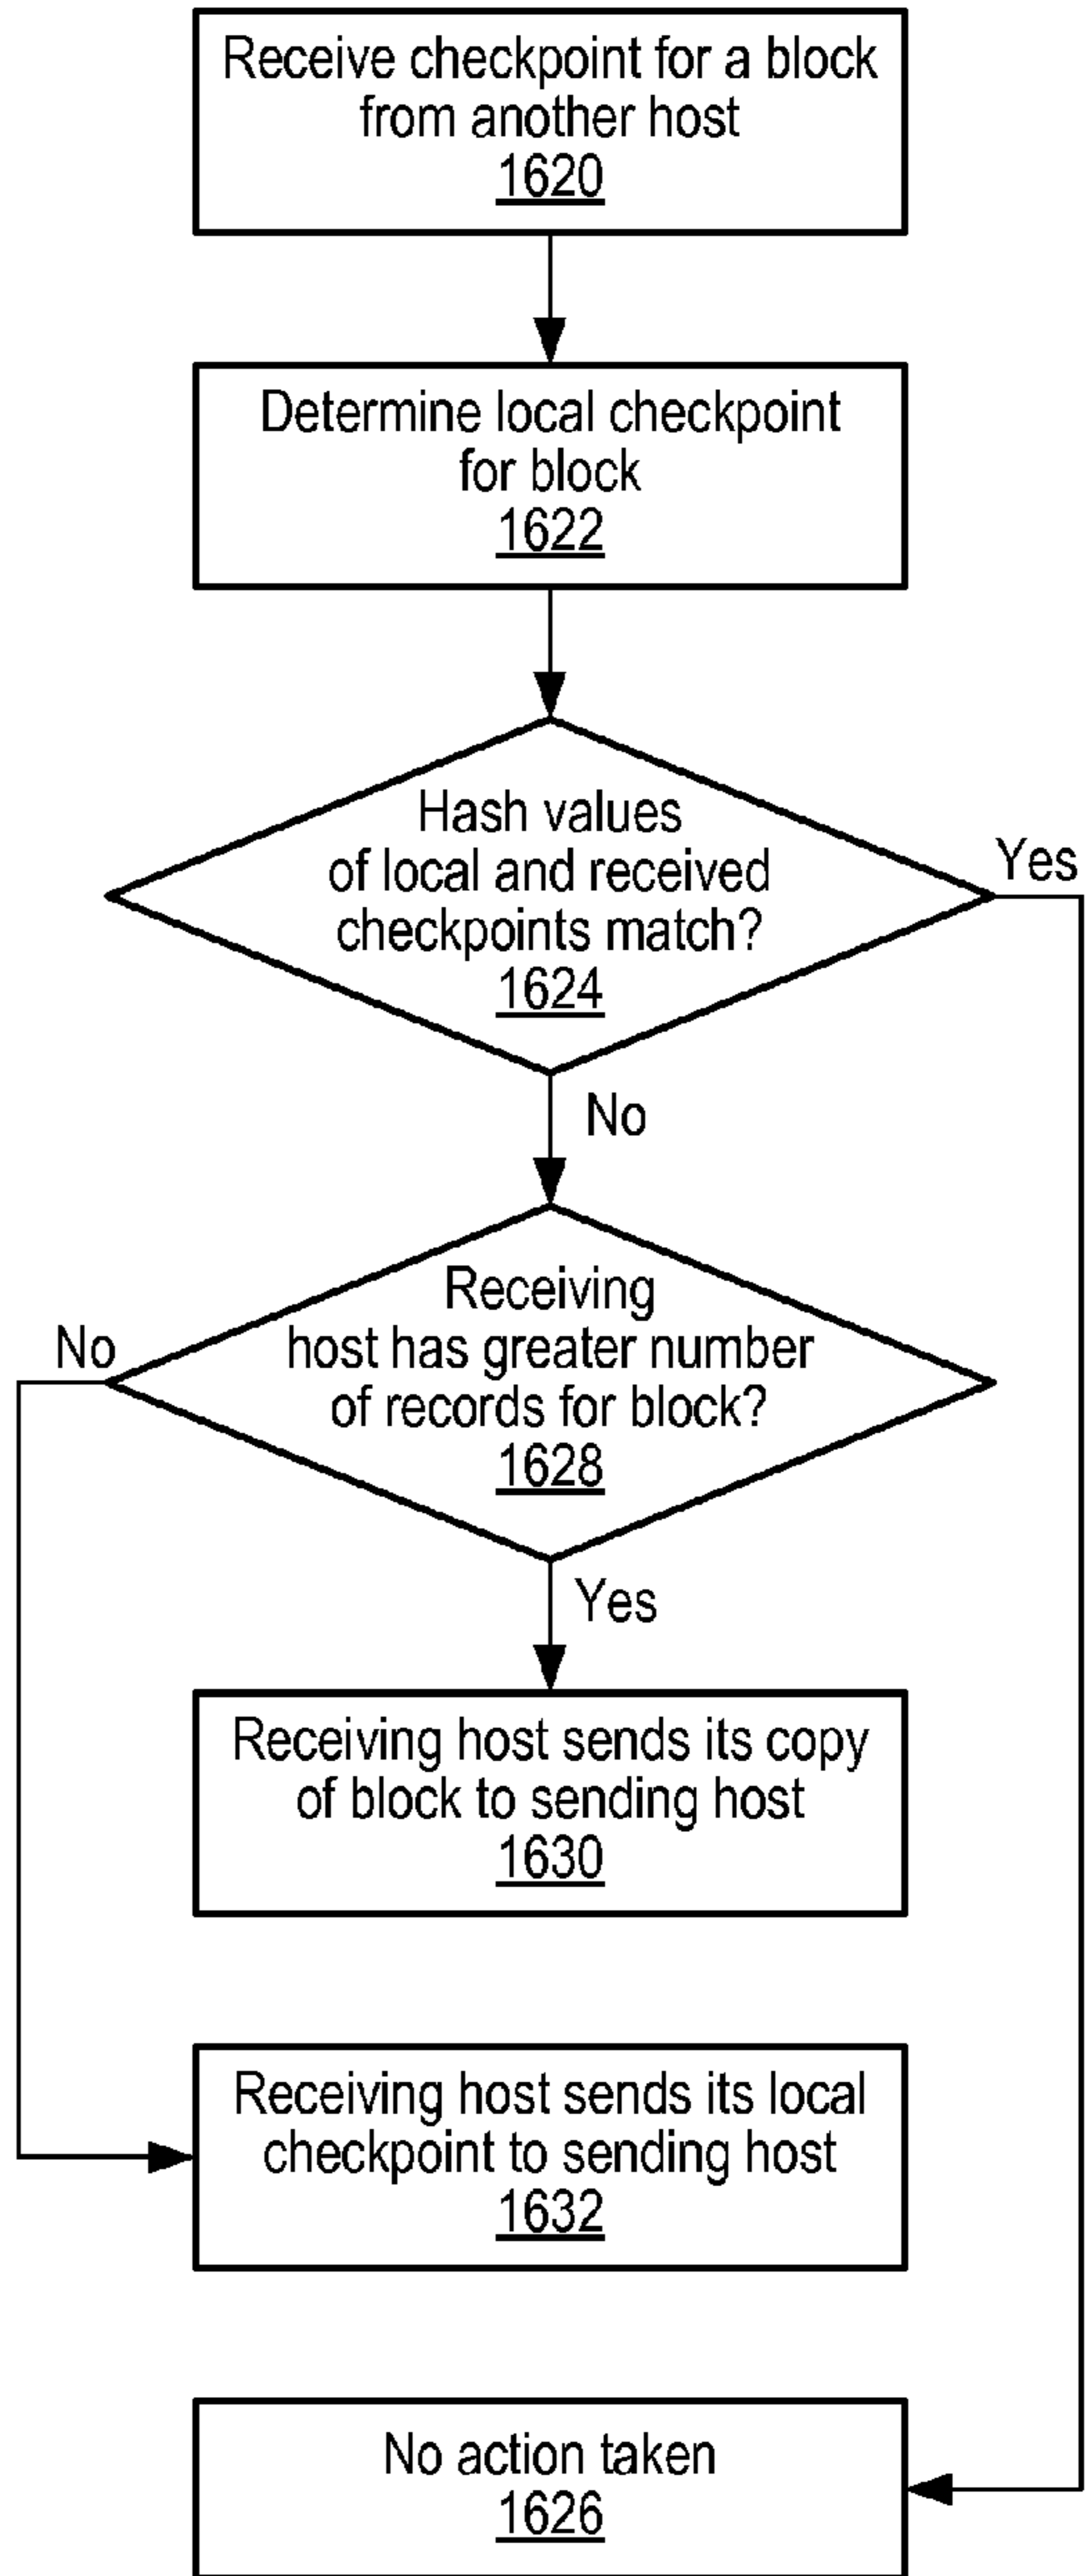 Receive checkpoint for a block
from another host
1620
Determine local checkpoint
for block
1622
Hash values
of local and received
checkpoints match?
1624
Yes
No
Receiving
host has greater number
of records for block?
1628
No
Yes
Receiving host sends its copy
of block to sending host
1630
Receiving host sends its local
checkpoint to sending host
1632
No action taken
1626